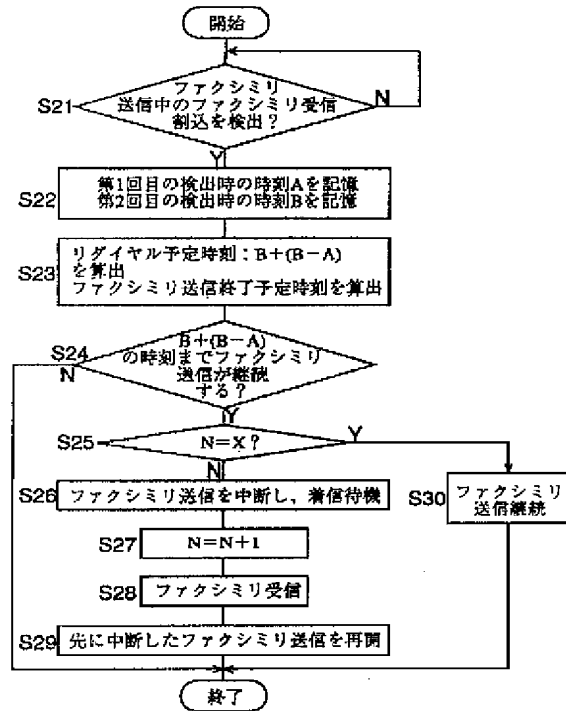 開始
ファクシミリ
送信中のファクシミリ受信
割込を検出？
S21
N
Y
S22
第1回目の検出時の時刻Aを記憶
第2回目の検出時の時刻Bを記憶
S23
リダイヤル予定時刻：B+(B−A)
を算出
ファクシミリ送信終了予定時刻を算出
S24
B+(B−A)
の時刻までファクシミリ
送信が継続
する？
N
Y
S25
N=X？
Y
N
S26
ファクシミリ送信を中断し、着信待機
S30
ファクシミリ
送信継続
S27
N=N+1
S28
ファクシミリ受信
S29
先に中断したファクシミリ送信を再開
終了